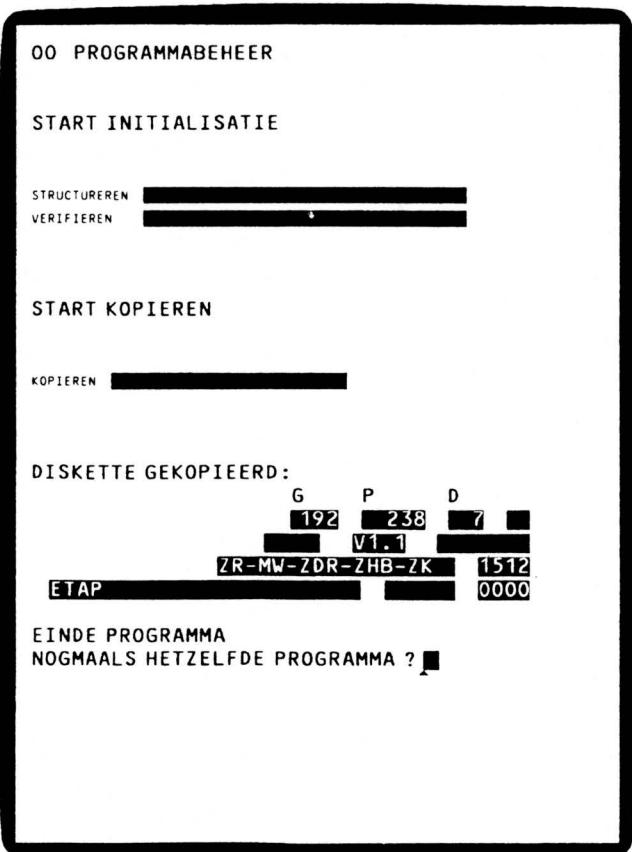 00 PROGRAMMABEHEER
START INITIALISATIE
STRUCTUREREN
VERIFIEREN
START KOPIEREN
KOPIEREN
DISKETTE GEKOPIEERD:
G P D
192 238 7
V1.1
ZR-MW-ZDR-ZHB-ZK 1512
ETAP 0000
EINDE PROGRAMMA
NOGMAALS HETZELFDE PROGRAMMA ?